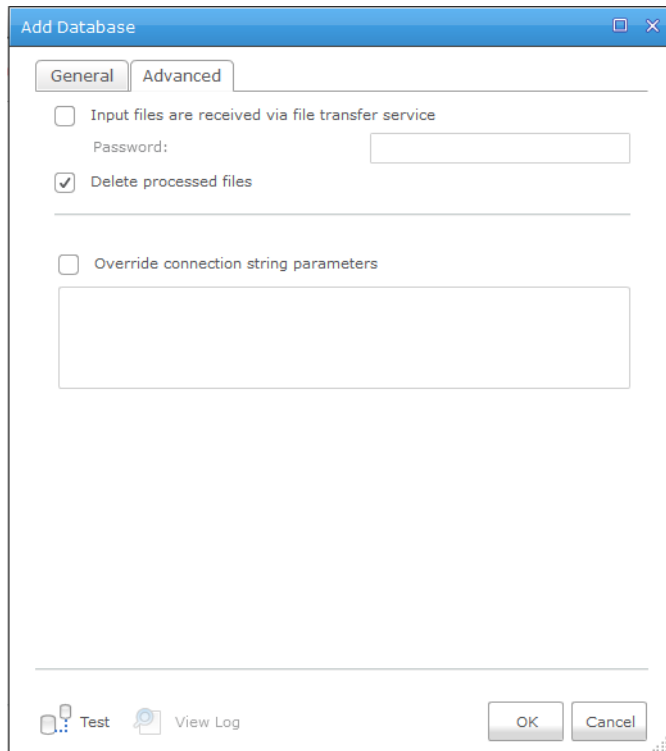 Add Database
General Advanced
Input files are received via file transfer service
Password:
Delete processed files
Override connection string parameters
Test View Log OK Cancel